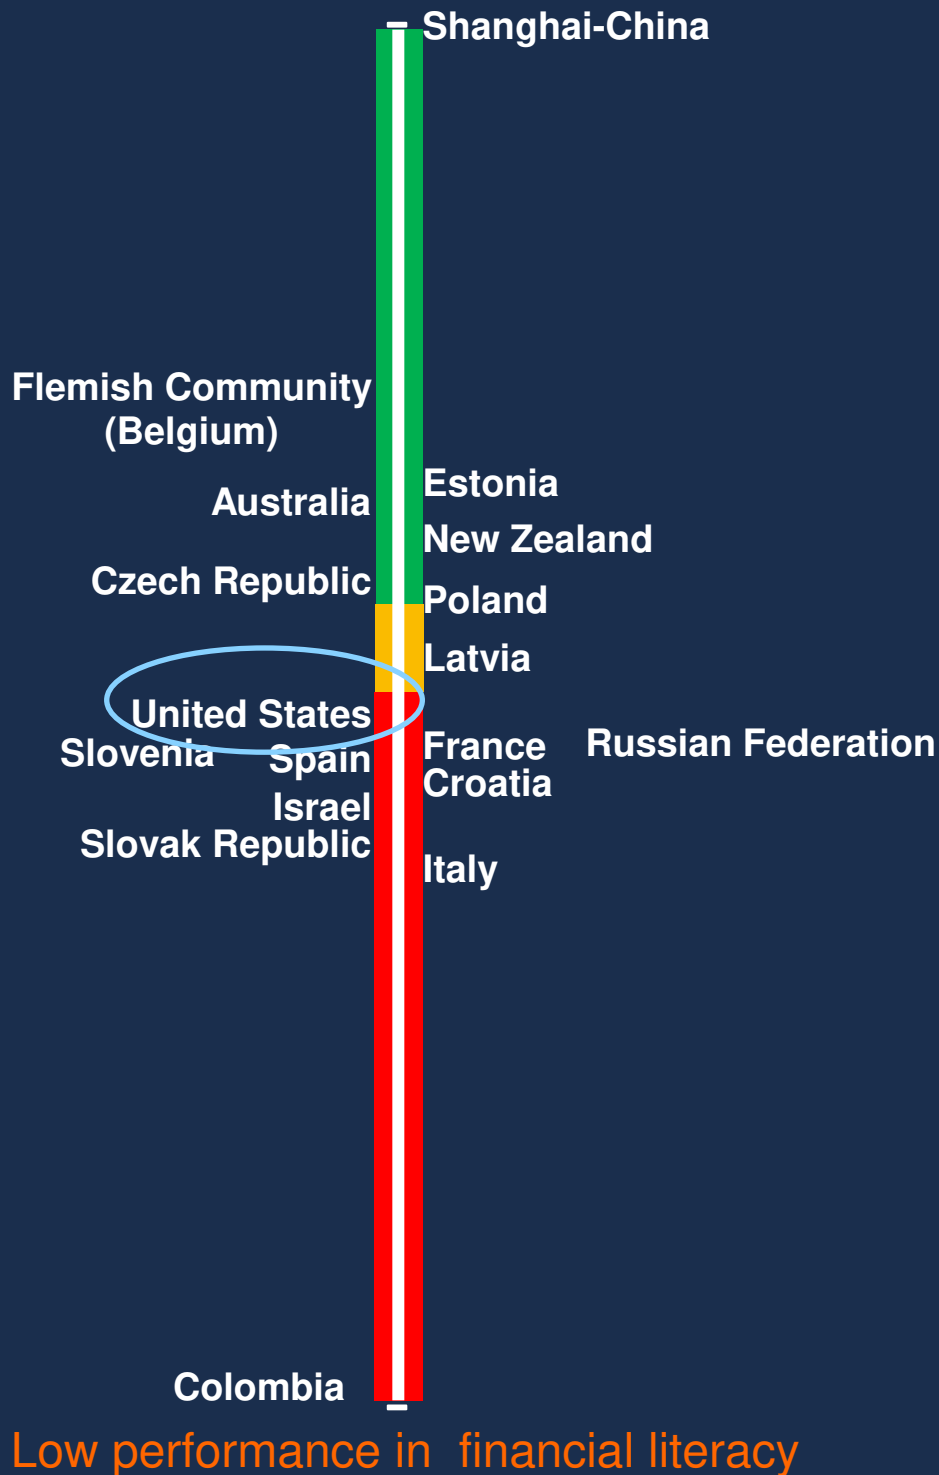 Shanghai-China
Flemish Community
(Belgium)
Estonia
Australia
New Zealand
Czech Republic
Poland
Latvia
United States
France
Russian Federation
Slovenia
Spain
Croatia
Israel
Slovak Republic
Italy
Colombia
Low performance in  financial literacy